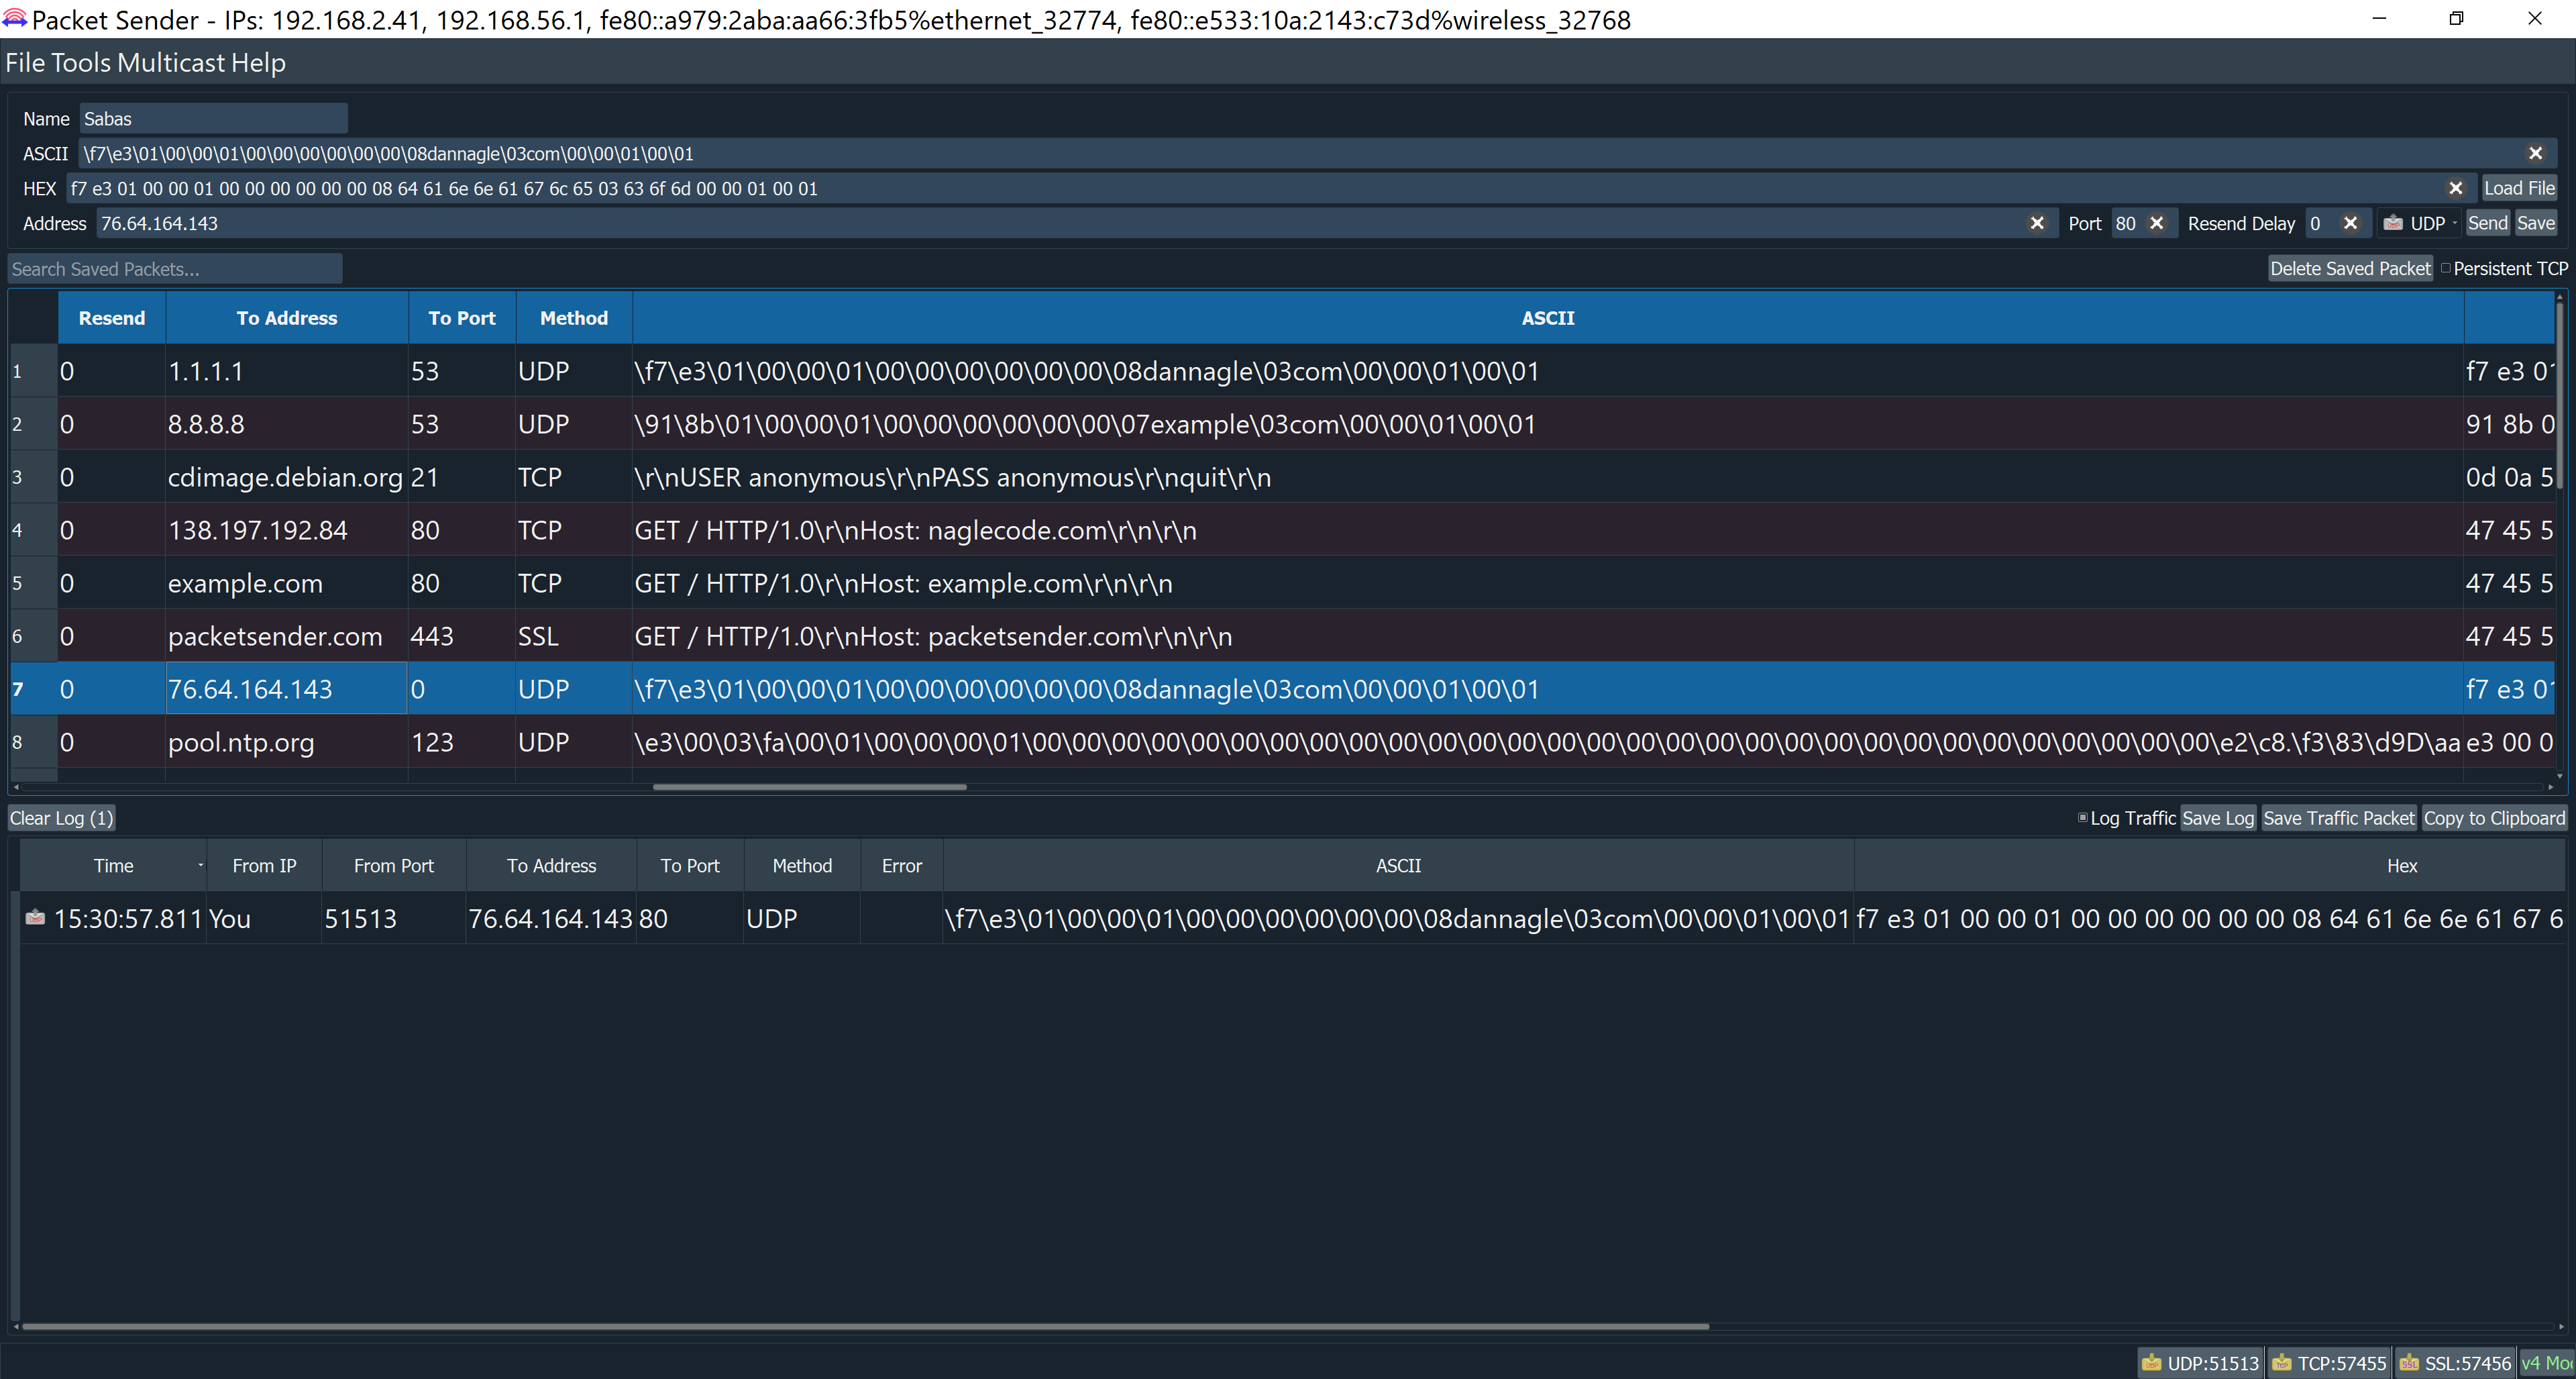 Packet Sender - IPs: 192.168.2.41, 192.168.56.1, fe80::a979:2aba:aa66:3fb5%ethernet_32774, fe80::e533:10a:2143:c73d%wireless_32768
File Tools Multicast Help
Name Sabas
ASCII \f7\e3\01\00\00\01\00\00\00\00\00\00\08dannagle\03com\00\00\01\00\01
HEX f7 e3 01 00 00 01 00 00 00 00 00 00 08 64 61 6e 6e 61 67 6c 65 03 63 6f 6d 00 00 01 00 01 Load File
Address 76.64.164.143 Port 80 Resend Delay 0 UDP Send Save
Search Saved Packets... Delete Saved Packet Persistent TCP
Resend To Address To Port Method ASCII
1 0 1.1.1.1 53 UDP \f7\e3\01\00\00\01\00\00\00\00\00\00\08dannagle\03com\00\00\01\00\01 f7 e3 01
2 0 8.8.8.8 53 UDP \91\8b\01\00\00\01\00\00\00\00\00\00\07example\03com\00\00\01\00\01 91 8b 0
3 0 cdimage.debian.org 21 TCP \r\nUSER anonymous\r\nPASS anonymous\r\nquit\r\n 0d 0a 5
4 0 138.197.192.84 80 TCP GET / HTTP/1.0\r\nHost: naglecode.com\r\n\r\n 47 45 5
5 0 example.com 80 TCP GET / HTTP/1.0\r\nHost: example.com\r\n\r\n 47 45 5
6 0 packetsender.com 443 SSL GET / HTTP/1.0\r\nHost: packetsender.com\r\n\r\n 47 45 5
7 0 76.64.164.143 0 UDP \f7\e3\01\00\00\01\00\00\00\00\00\00\08dannagle\03com\00\00\01\00\01 f7 e3 01
8 0 pool.ntp.org 123 UDP \e3\00\03\fa\00\01\00\00\00\01\00\00\00\00\00\00\00\00\00\00\00\00\00\00\00\00\00\00\00\00\00\00\00\00\00\00\00\00\00\00\e2\c8.\f3\83\d9D\aa e3 00 0
Clear Log (1) Log Traffic Save Log Save Traffic Packet Copy to Clipboard
Time From IP From Port To Address To Port Method Error ASCII Hex
15:30:57.811 You 51513 76.64.164.143 80 UDP \f7\e3\01\00\00\01\00\00\00\00\00\00\08dannagle\03com\00\00\01\00\01 f7 e3 01 00 00 01 00 00 00 00 00 00 08 64 61 6e 6e 61 67 6
UDP:51513 TCP:57455 SSL:57456 v4 Mo